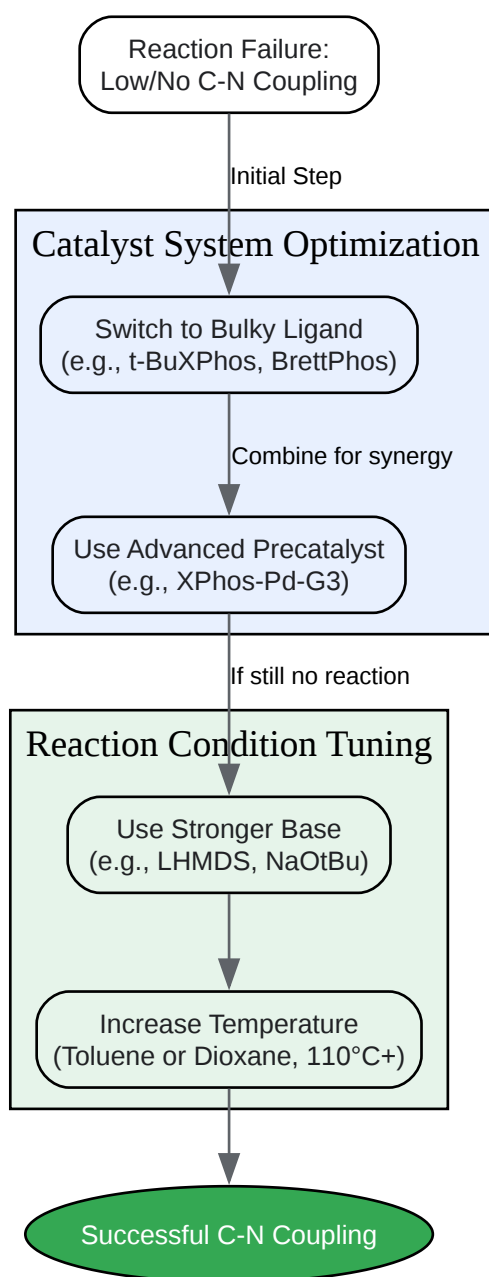 Reaction Failure:
Low/No C-N Coupling
Initial Step
Catalyst System Optimization
Switch to Bulky Ligand
(e.g., t-BuXPhos, BrettPhos)
Combine for synergy
Use Advanced Precatalyst
(e.g., XPhos-Pd-G3)
If still no reaction
Reaction Condition Tuning
Use Stronger Base
(e.g., LHMDS, NaOtBu)
Increase Temperature
(Toluene or Dioxane, 110°C+)
Successful C-N Coupling